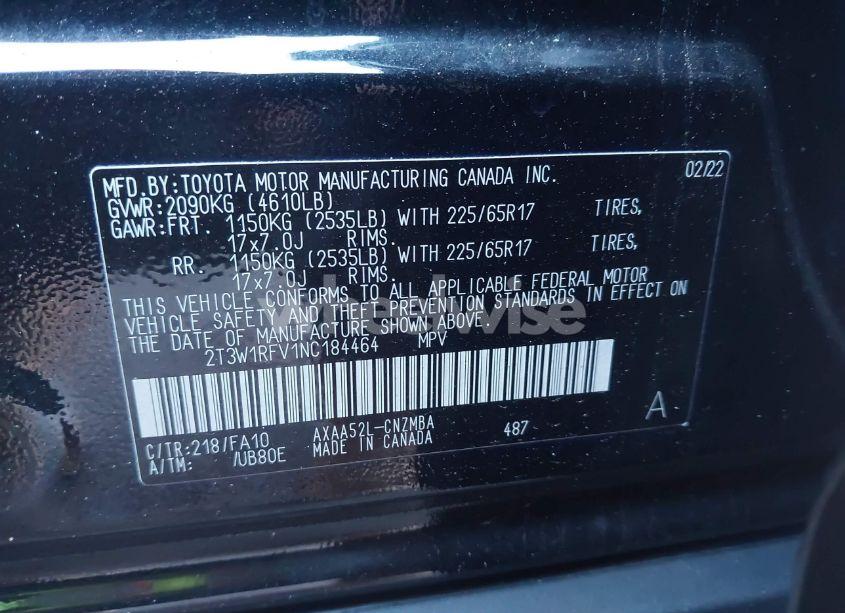 MFD.BY:TOYOTA MOTOR MANUFACTURING CANADA INC. 02/22
GVWR:2090KG (4610LB)
GAWR:FRT. 1150KG (2535LB) WITH 225/65R17 TIRES,
17x7.0J RIMS.
RR. 1150KG (2535LB) WITH 225/65R17 TIRES,
17x7.0J RIMS.
THIS VEHICLE CONFORMS TO ALL APPLICABLE FEDERAL MOTOR
VEHICLE SAFETY AND THEFT PREVENTION STANDARDS IN EFFECT ON
THE DATE OF MANUFACTURE SHOWN ABOVE.
2T3W1RFV1NC184464 MPV
C/TR:218/FA10 AXAA52L-CNZMBA 487 A
A/TM: /UB80E MADE IN CANADA